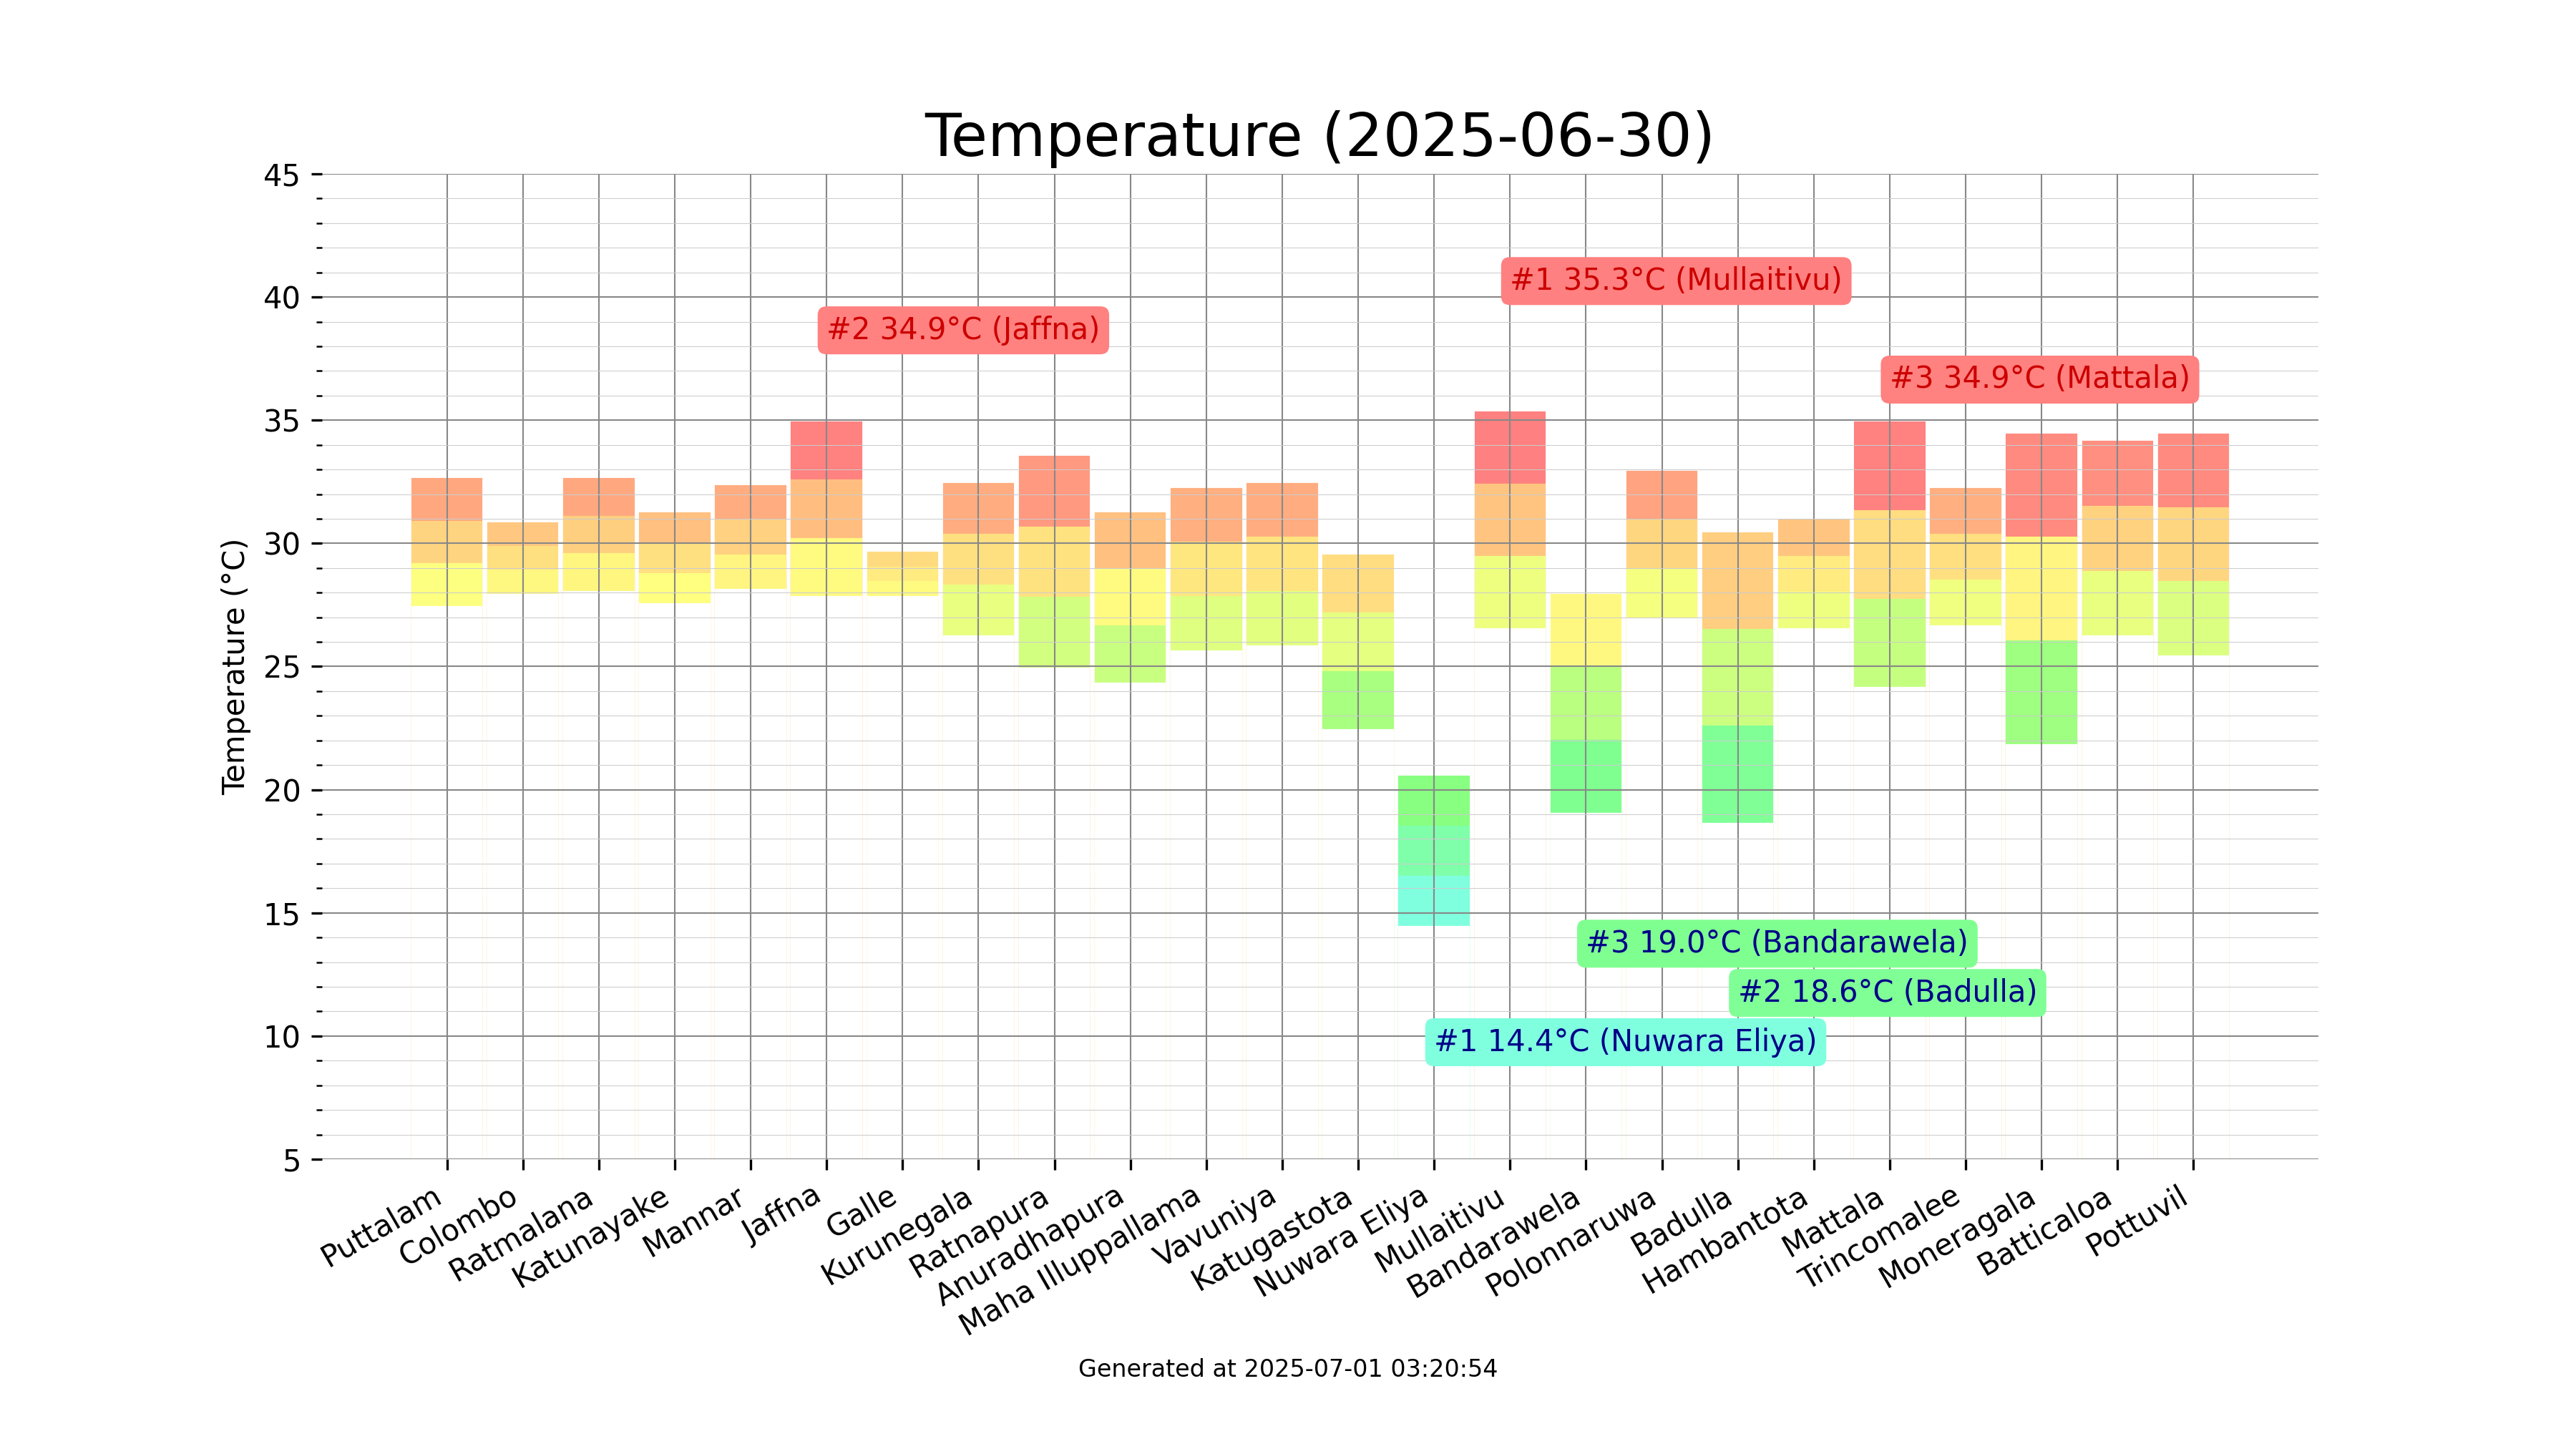 Temperature (2025-06-30)
Temperature (°C)
45
40
35
30
25
20
15
10
5
#1 35.3°C (Mullaitivu)
#2 34.9°C (Jaffna)
#3 34.9°C (Mattala)
#3 19.0°C (Bandarawela)
#2 18.6°C (Badulla)
#1 14.4°C (Nuwara Eliya)
Puttalam
Colombo
Ratmalana
Katunayake
Mannar
Jaffna
Galle
Kurunegala
Ratnapura
Anuradhapura
Maha Illuppallama
Vavuniya
Katugastota
Nuwara Eliya
Mullaitivu
Bandarawela
Polonnaruwa
Badulla
Hambantota
Mattala
Trincomalee
Moneragala
Batticaloa
Pottuvil
Generated at 2025-07-01 03:20:54